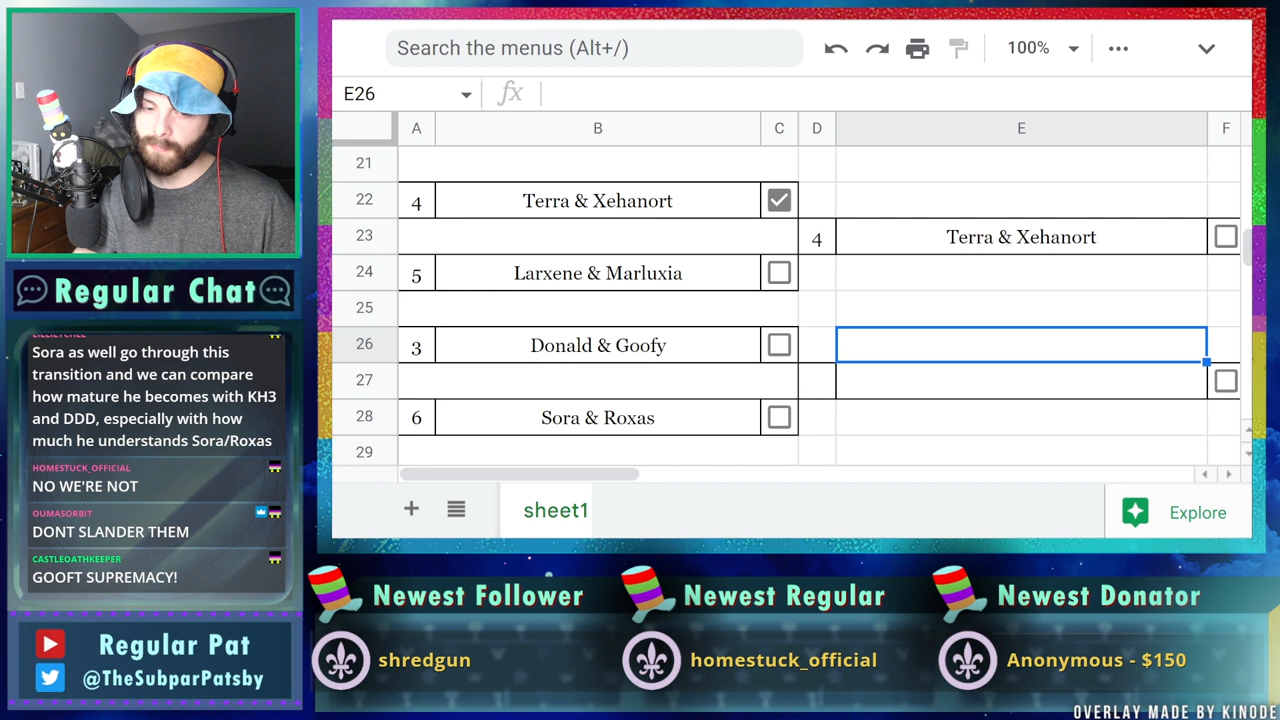 Search the menus (Alt+/)
100%
E26
fx
A B C D E F
21
22 4 Terra & Xehanort
23 4 Terra & Xehanort
24 5 Larxene & Marluxia
25
26 3 Donald & Goofy
27
28 6 Sora & Roxas
29
sheet1
Explore
Regular Chat
Sora as well go through this
transition and we can compare
how mature he becomes with KH3
and DDD, especially with how
much he understands Sora/Roxas
HOMESTUCK_OFFICIAL
NO WE'RE NOT
OUMASORBIT
DONT SLANDER THEM
CASTLEOATHKEEPER
GOOFT SUPREMACY!
Regular Pat
@TheSubparPatsby
Newest Follower
shredgun
Newest Regular
homestuck_official
Newest Donator
Anonymous - $150
OVERLAY MADE BY KINODE